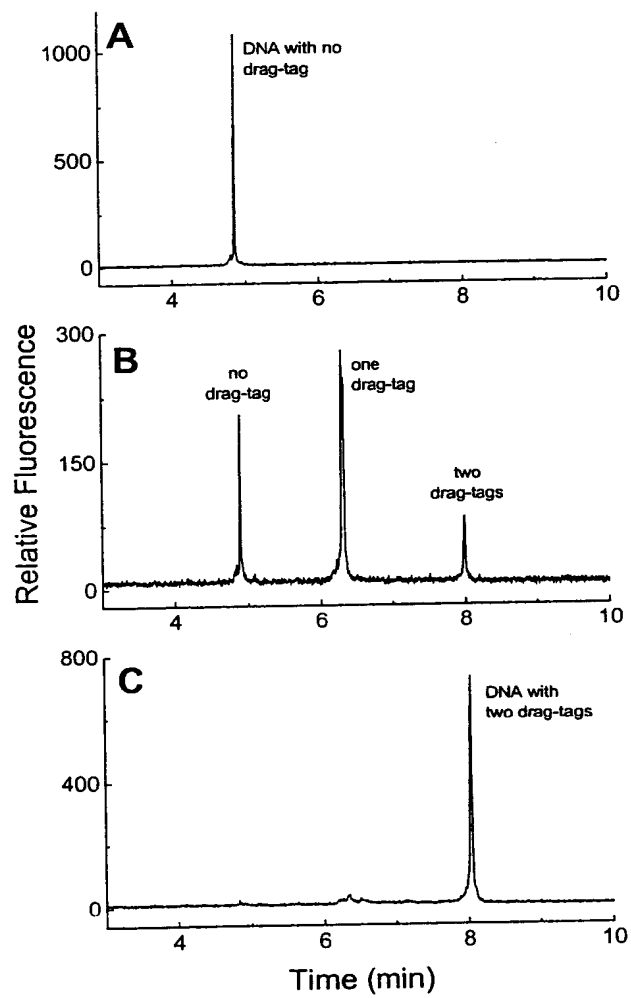 A
1000
DNA with no
drag-tag
500
0
4
6
8
10
Relative Fluorescence
300
B
no
drag-tag
one
drag-tag
150
two
drag-tags
0
4
6
8
10
800
C
DNA with
two drag-tags
400
0
4
6
8
10
Time (min)